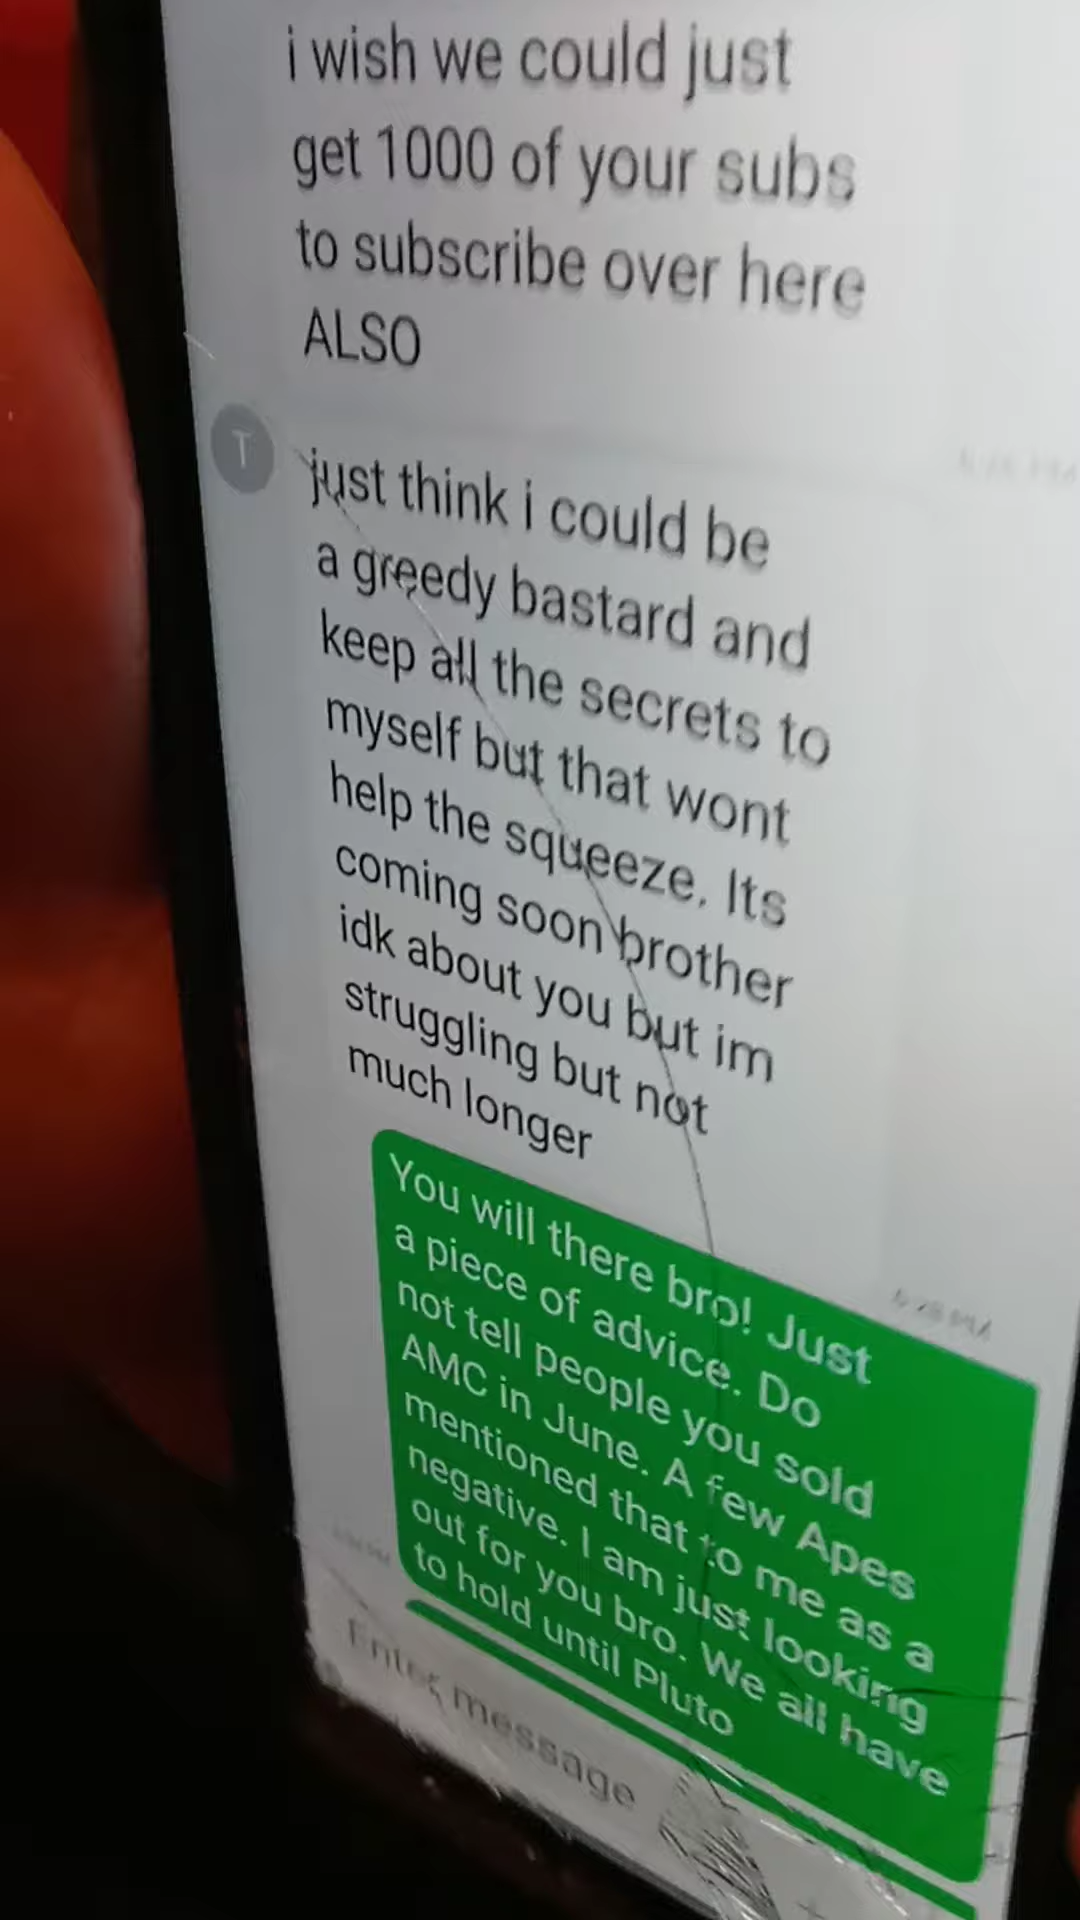 i wish we could just
get 1000 of your subs
to subscribe over here
ALSO
T
just think i could be
a greedy bastard and
keep all the secrets to
myself but that wont
help the squeeze. Its
coming soon brother
idk about you but im
struggling but not
much longer
You will there bro! Just
a piece of advice. Do
not tell people you sold
AMC in June. A few Apes
mentioned that to me as a
negative. I am just looking
out for you bro. We all have
to hold until Pluto
Enter message